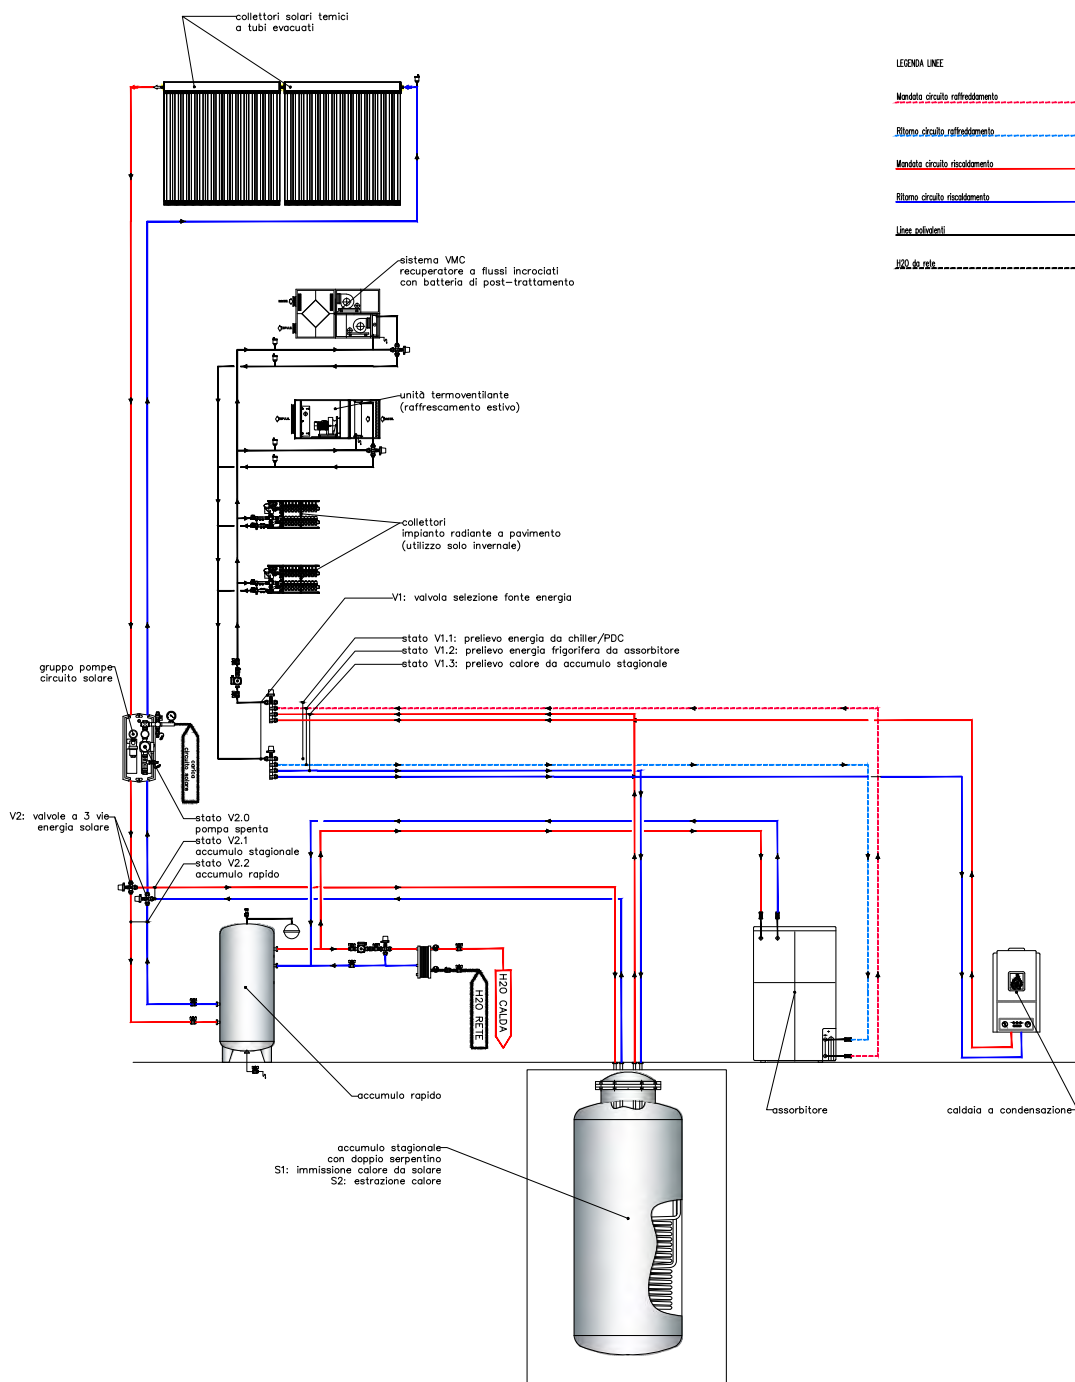 collettori solari temici
a tubi evacuati
LEGENDA LINEE
Mandata circuito raffreddamento
Ritorno circuito raffreddamento
Mandata circuito riscaldamento
Ritorno circuito riscaldamento
Linee polivalenti
H2O da rete
sistema VMC
recuperatore a flussi incrociati
con batteria di post-trattamento
unità termoventilante
(raffrescamento estivo)
collettori
impianto radiante a pavimento
(utilizzo solo invernale)
V1: valvola selezione fonte energia
stato V1.1: prelievo energia da chiller/PDC
stato V1.2: prelievo energia frigorifera da assorbitore
stato V1.3: prelievo calore da accumulo stagionale
gruppo pompe
circuito solare
carico
circuito solare
V2: valvole a 3 vie
energia solare
stato V2.0
pompa spenta
stato V2.1
accumulo stagionale
stato V2.2
accumulo rapido
H2O RETE
H2O CALDA
accumulo rapido
assorbitore
caldaia a condensazione
accumulo stagionale
con doppio serpentino
S1: immissione calore da solare
S2: estrazione calore